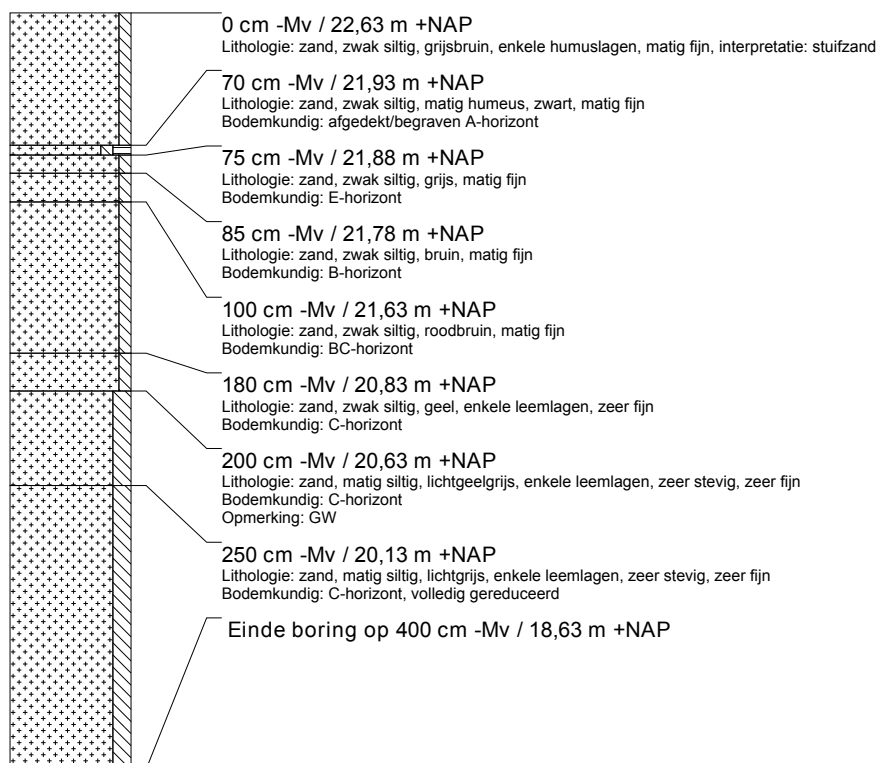 0 cm -Mv / 22,63 m +NAP
Lithologie: zand, zwak siltig, grijsbruin, enkele humuslagen, matig fijn, interpretatie: stuifzand
70 cm -Mv / 21,93 m +NAP
Lithologie: zand, zwak siltig, matig humeus, zwart, matig fijn
Bodemkundig: afgedekt/begraven A-horizont
75 cm -Mv / 21,88 m +NAP
Lithologie: zand, zwak siltig, grijs, matig fijn
Bodemkundig: E-horizont
85 cm -Mv / 21,78 m +NAP
Lithologie: zand, zwak siltig, bruin, matig fijn
Bodemkundig: B-horizont
100 cm -Mv / 21,63 m +NAP
Lithologie: zand, zwak siltig, roodbruin, matig fijn
Bodemkundig: BC-horizont
180 cm -Mv / 20,83 m +NAP
Lithologie: zand, zwak siltig, geel, enkele leemlagen, zeer fijn
Bodemkundig: C-horizont
200 cm -Mv / 20,63 m +NAP
Lithologie: zand, matig siltig, lichtgeelgrijs, enkele leemlagen, zeer stevig, zeer fijn
Bodemkundig: C-horizont
Opmerking: GW
250 cm -Mv / 20,13 m +NAP
Lithologie: zand, matig siltig, lichtgrijs, enkele leemlagen, zeer stevig, zeer fijn
Bodemkundig: C-horizont, volledig gereduceerd
Einde boring op 400 cm -Mv / 18,63 m +NAP